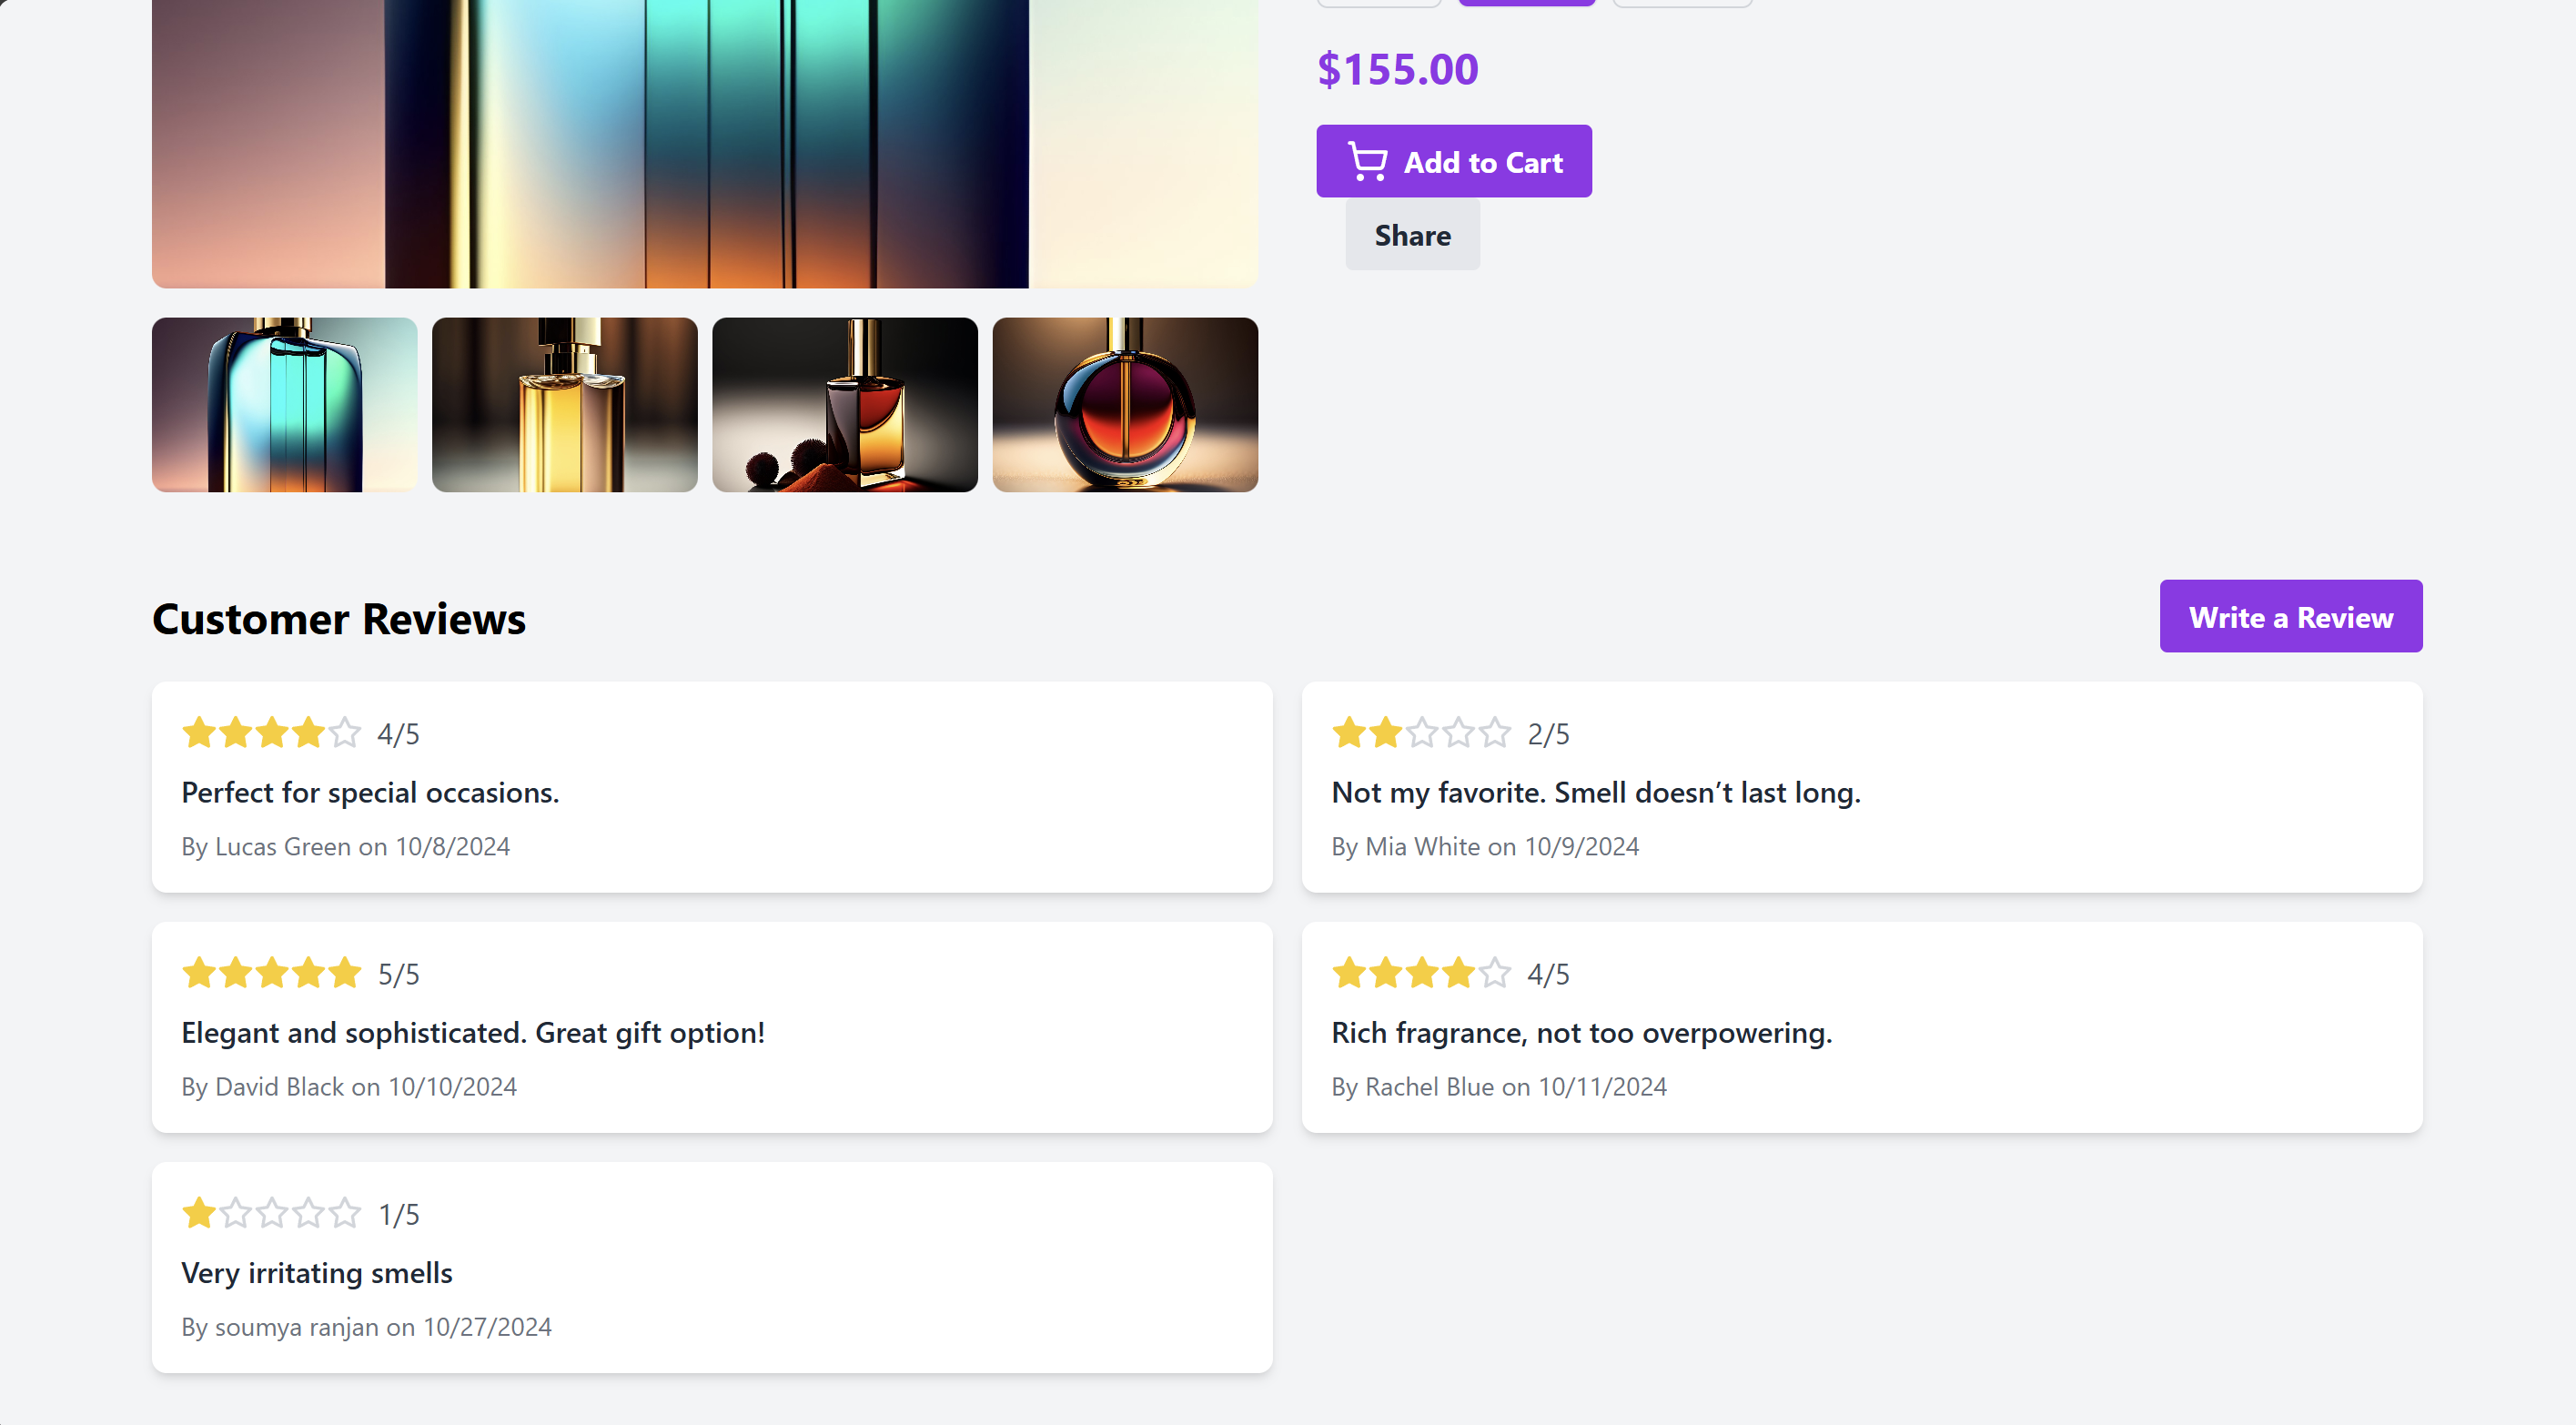 $155.00
Add to Cart
Share
Customer Reviews
Write a Review
4/5
Perfect for special occasions.
By Lucas Green on 10/8/2024
2/5
Not my favorite. Smell doesn’t last long.
By Mia White on 10/9/2024
5/5
Elegant and sophisticated. Great gift option!
By David Black on 10/10/2024
4/5
Rich fragrance, not too overpowering.
By Rachel Blue on 10/11/2024
1/5
Very irritating smells
By soumya ranjan on 10/27/2024